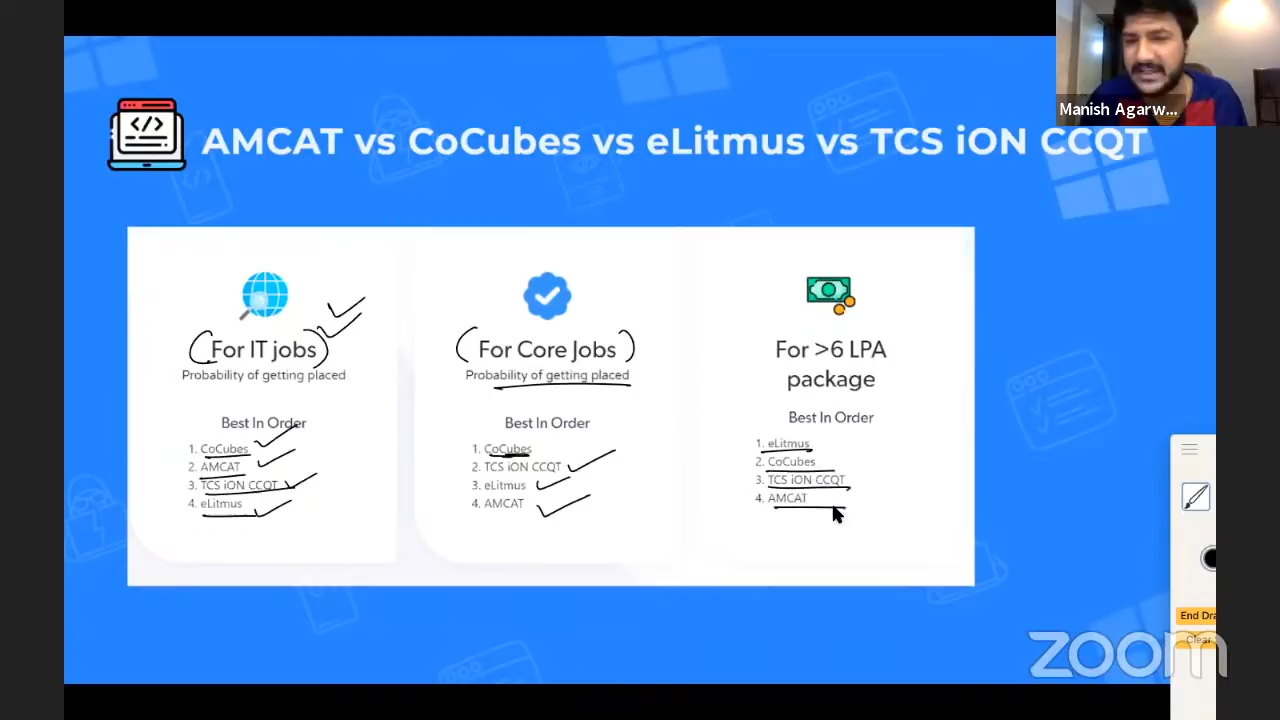 Manish Agarw...
</>
AMCAT vs CoCubes vs eLitmus vs TCS iON CCQT
For IT jobs
Probability of getting placed
Best In Order
1. CoCubes
2. AMCAT
3. TCS iON CCQT
4. eLitmus
For Core Jobs
Probability of getting placed
Best In Order
1. CoCubes
2. TCS iON CCQT
3. eLitmus
4. AMCAT
For >6 LPA
package
Best In Order
1. eLitmus
2. CoCubes
3. TCS iON CCQT
4. AMCAT
End Dra
Clear
zoom